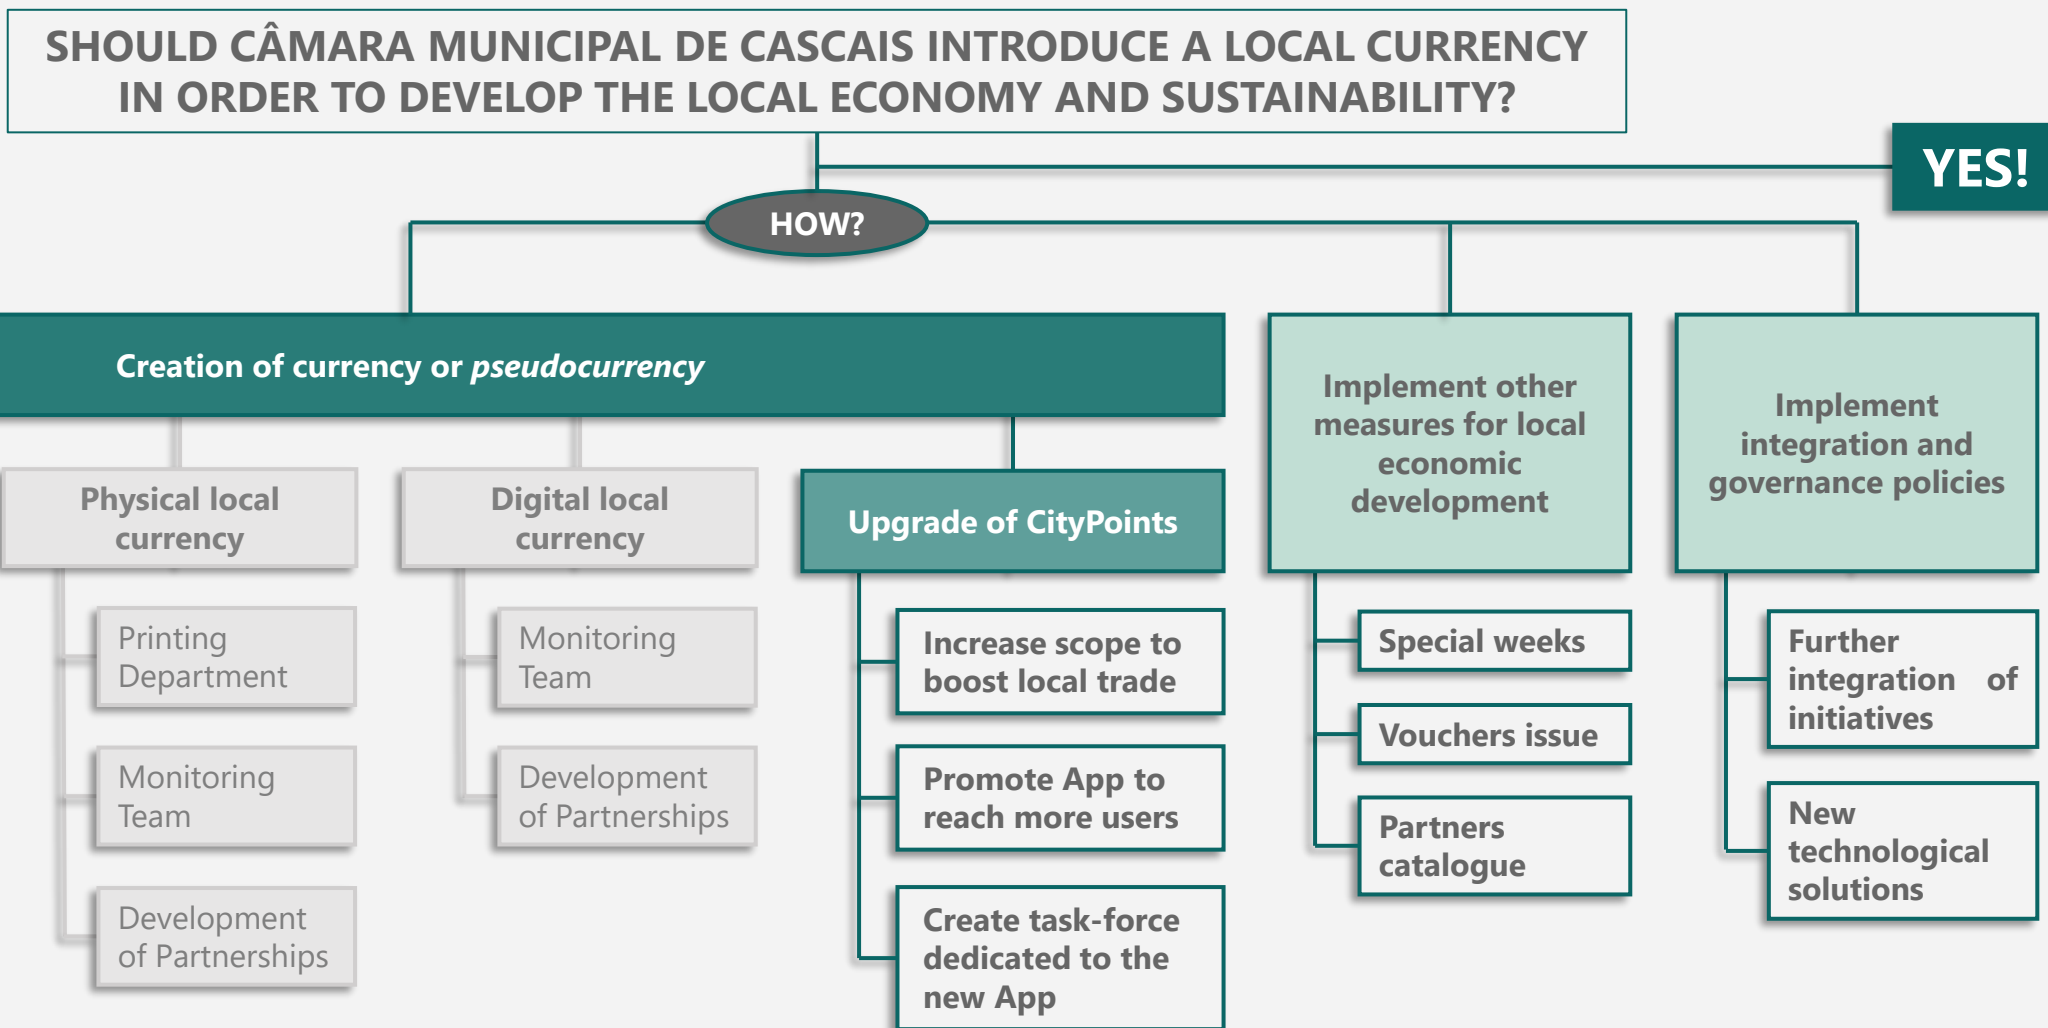 SHOULD CÂMARA MUNICIPAL DE CASCAIS INTRODUCE A LOCAL CURRENCY
IN ORDER TO DEVELOP THE LOCAL ECONOMY AND SUSTAINABILITY?
YES!
HOW?
Creation of currency or pseudocurrency
Physical local
currency
Printing
Department
Monitoring
Team
Development
of Partnerships
Digital local
currency
Monitoring
Team
Development
of Partnerships
Upgrade of CityPoints
Increase scope to
boost local trade
Promote App to
reach more users
Create task-force
dedicated to the
new App
Implement other
measures for local
economic
development
Special weeks
Vouchers issue
Partners
catalogue
Implement
integration and
governance policies
Further
integration of
initiatives
New
technological
solutions